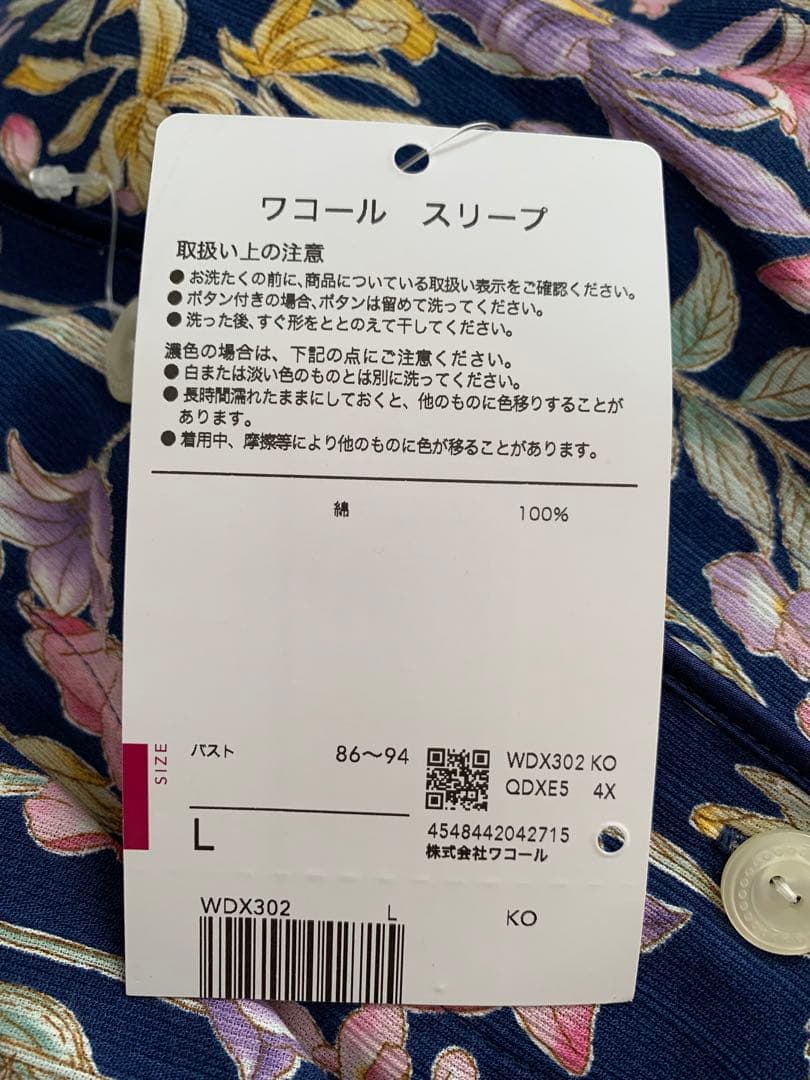 ワコール　スリープ
取扱い上の注意
● お洗たくの前に、商品についている取扱い表示をご確認ください。
● ボタン付きの場合、ボタンは留めて洗ってください。
● 洗った後、すぐ形をととのえて干してください。
濃色の場合は、下記の点にご注意ください。
● 白または淡い色のものとは別に洗ってください。
● 長時間濡れたままにしておくと、他のものに色移りすることが
あります。
● 着用中、摩擦等により他のものに色が移ることがあります。
綿 100%
SIZE
バスト 86〜94
L
WDX302 KO
QDXE5 4X
4548442042715
株式会社ワコール
WDX302 L KO